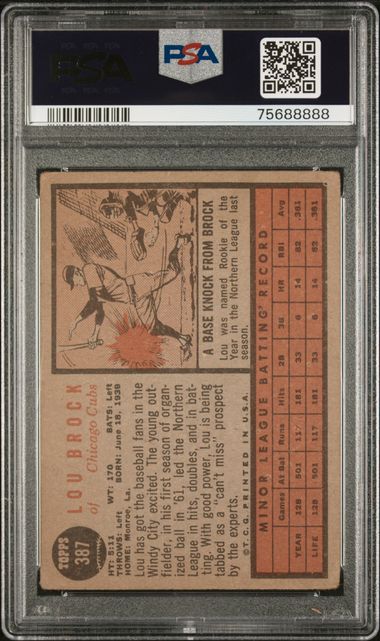 PSA
PSA
75688888
TOPPS
387
LOU BROCK
of Chicago Cubs
HT: 5:11 WT: 170 BATS: Left
THROWS: Left BORN: June 18, 1939
HOME: Monroe, La.
Lou has got the baseball fans in the
Windy City excited. The young out-
fielder, in his first season of organ-
ized ball in '61, led the Northern
League in hits, doubles, and in bat-
ting. With good power, Lou is being
tabbed as a "can't miss" prospect
by the experts.
© T.C.G. PRINTED IN U.S.A.
A BASE KNOCK FROM BROCK
Lou was named Rookie of the
Year in the Northern League last
season.
MINOR LEAGUE BATTING RECORD
Games At Bat Runs Hits 2B 3B HR RBI Avg
YEAR 128 501 117 181 33 6 14 82 .361
LIFE 128 501 117 181 33 6 14 82 .361